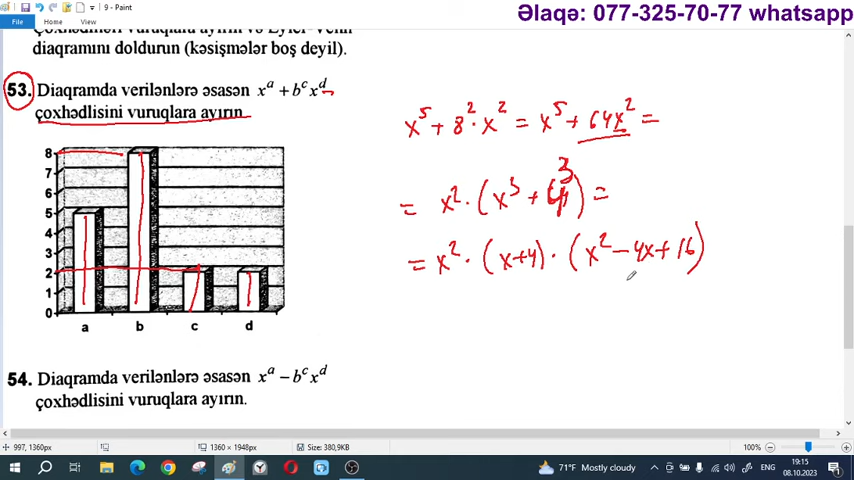 9 - Paint
Əlaqə: 077-325-70-77 whatsapp
File Home View
çoxhədliləri vuruqlara ayırın və Eyler-Venn
diaqramını doldurun (kəsişmələr boş deyil).
53. Diaqramda verilənlərə əsasən x^a + b^c x^d
çoxhədlisini vuruqlara ayırın.
8
7
6
5
4
3
2
1
0
a b c d
x^5 + 8^2 · x^2 = x^5 + 64x^2 =
= x^2 · (x^3 + 4^3) =
= x^2 · (x+4) · (x^2 - 4x + 16)
54. Diaqramda verilənlərə əsasən x^a − b^c x^d
çoxhədlisini vuruqlara ayırın.
997, 1360px
1360 × 1948px
Size: 380,9KB
100%
71°F Mostly cloudy
ENG
19:15
08.10.2023